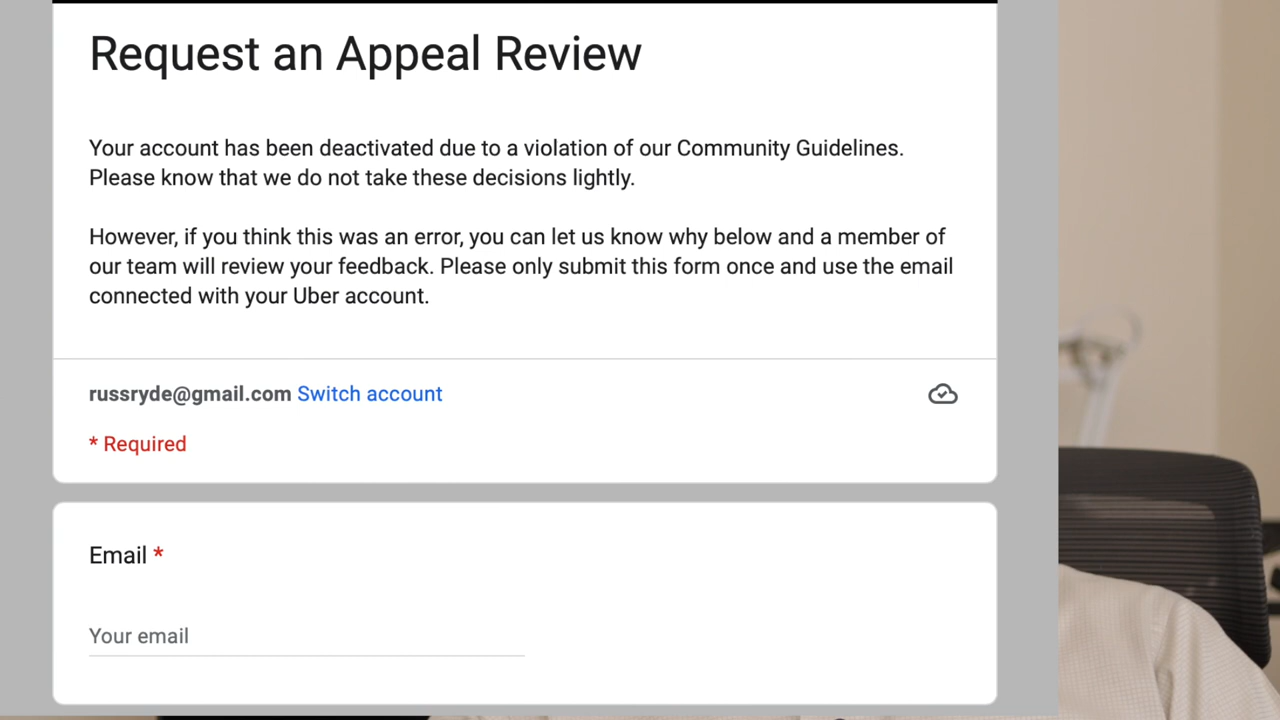 Request an Appeal Review
Your account has been deactivated due to a violation of our Community Guidelines.
Please know that we do not take these decisions lightly.
However, if you think this was an error, you can let us know why below and a member of
our team will review your feedback. Please only submit this form once and use the email
connected with your Uber account.
russryde@gmail.com Switch account
* Required
Email *
Your email